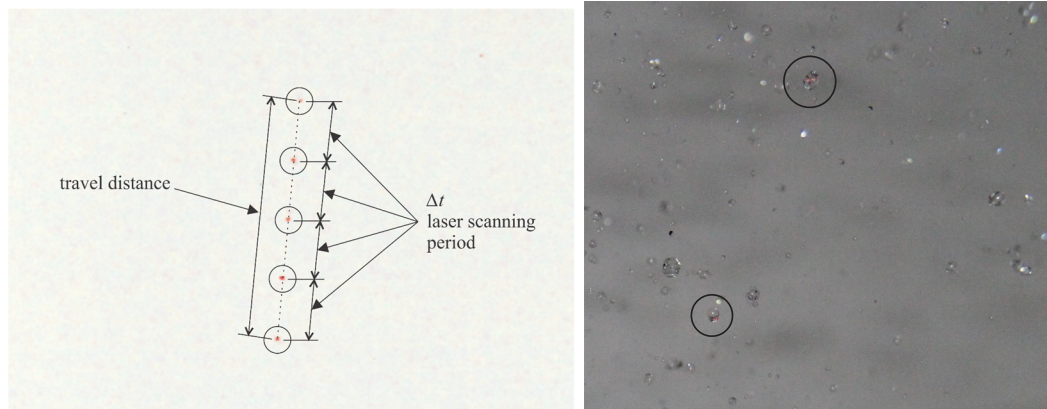 travel distance
Δt
laser scanning
period